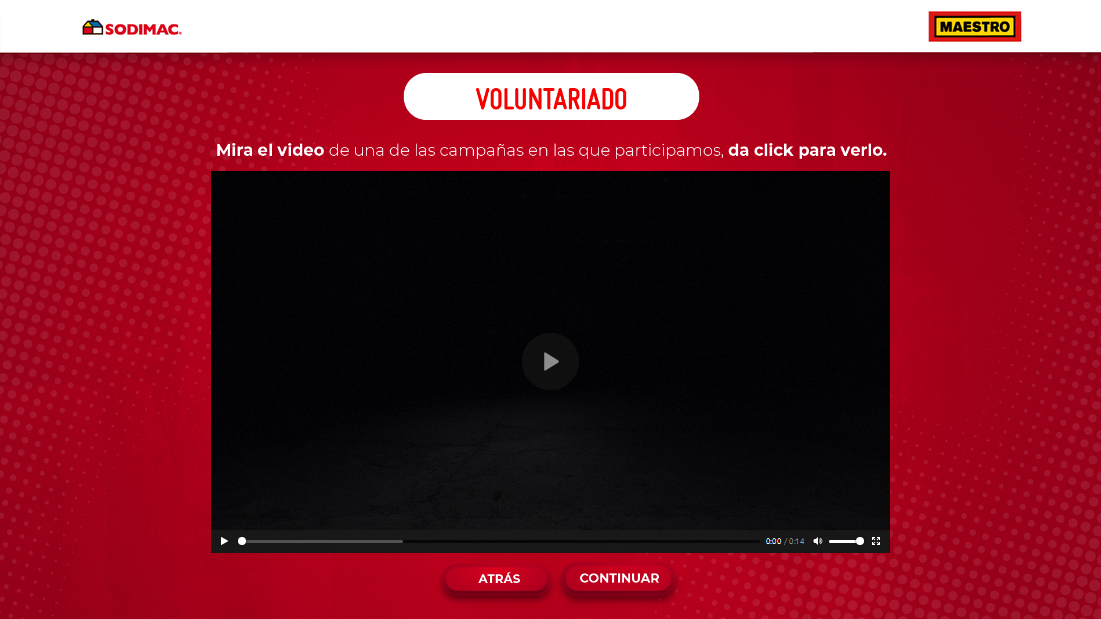 SODIMAC
MAESTRO
VOLUNTARIADO
Mira el video de una de las campañas en las que participamos, da click para verlo.
0:00 / 0:14
ATRÁS
CONTINUAR